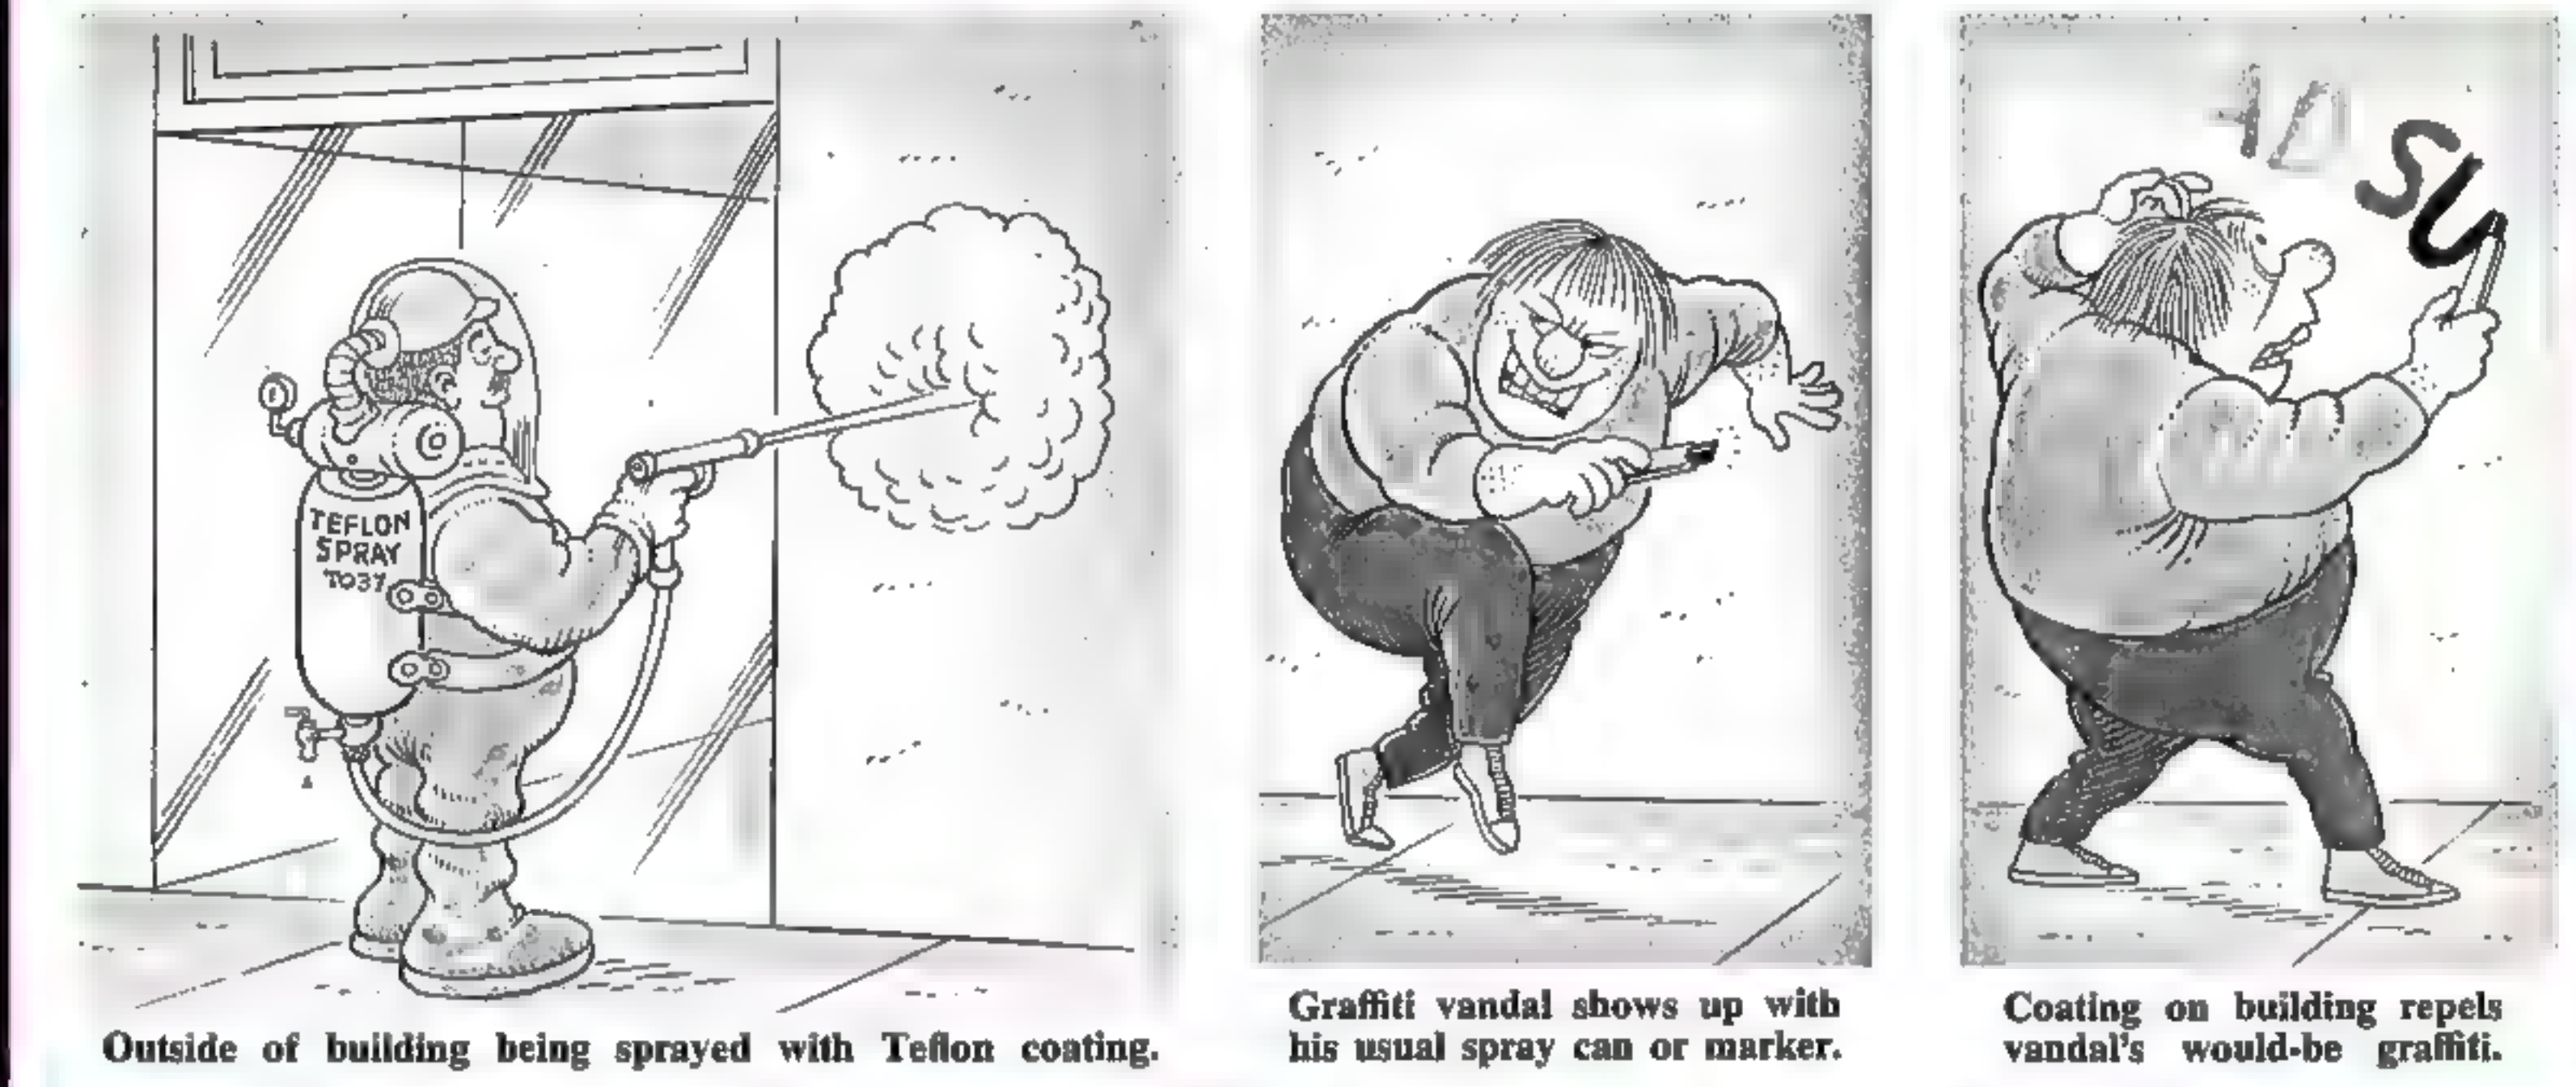 TEFLON
SPRAY
TO37
Outside of building being sprayed with Teflon coating.
Graffiti vandal shows up with
his usual spray can or marker.
SU
Coating on building repels
vandal's would-be graffiti.